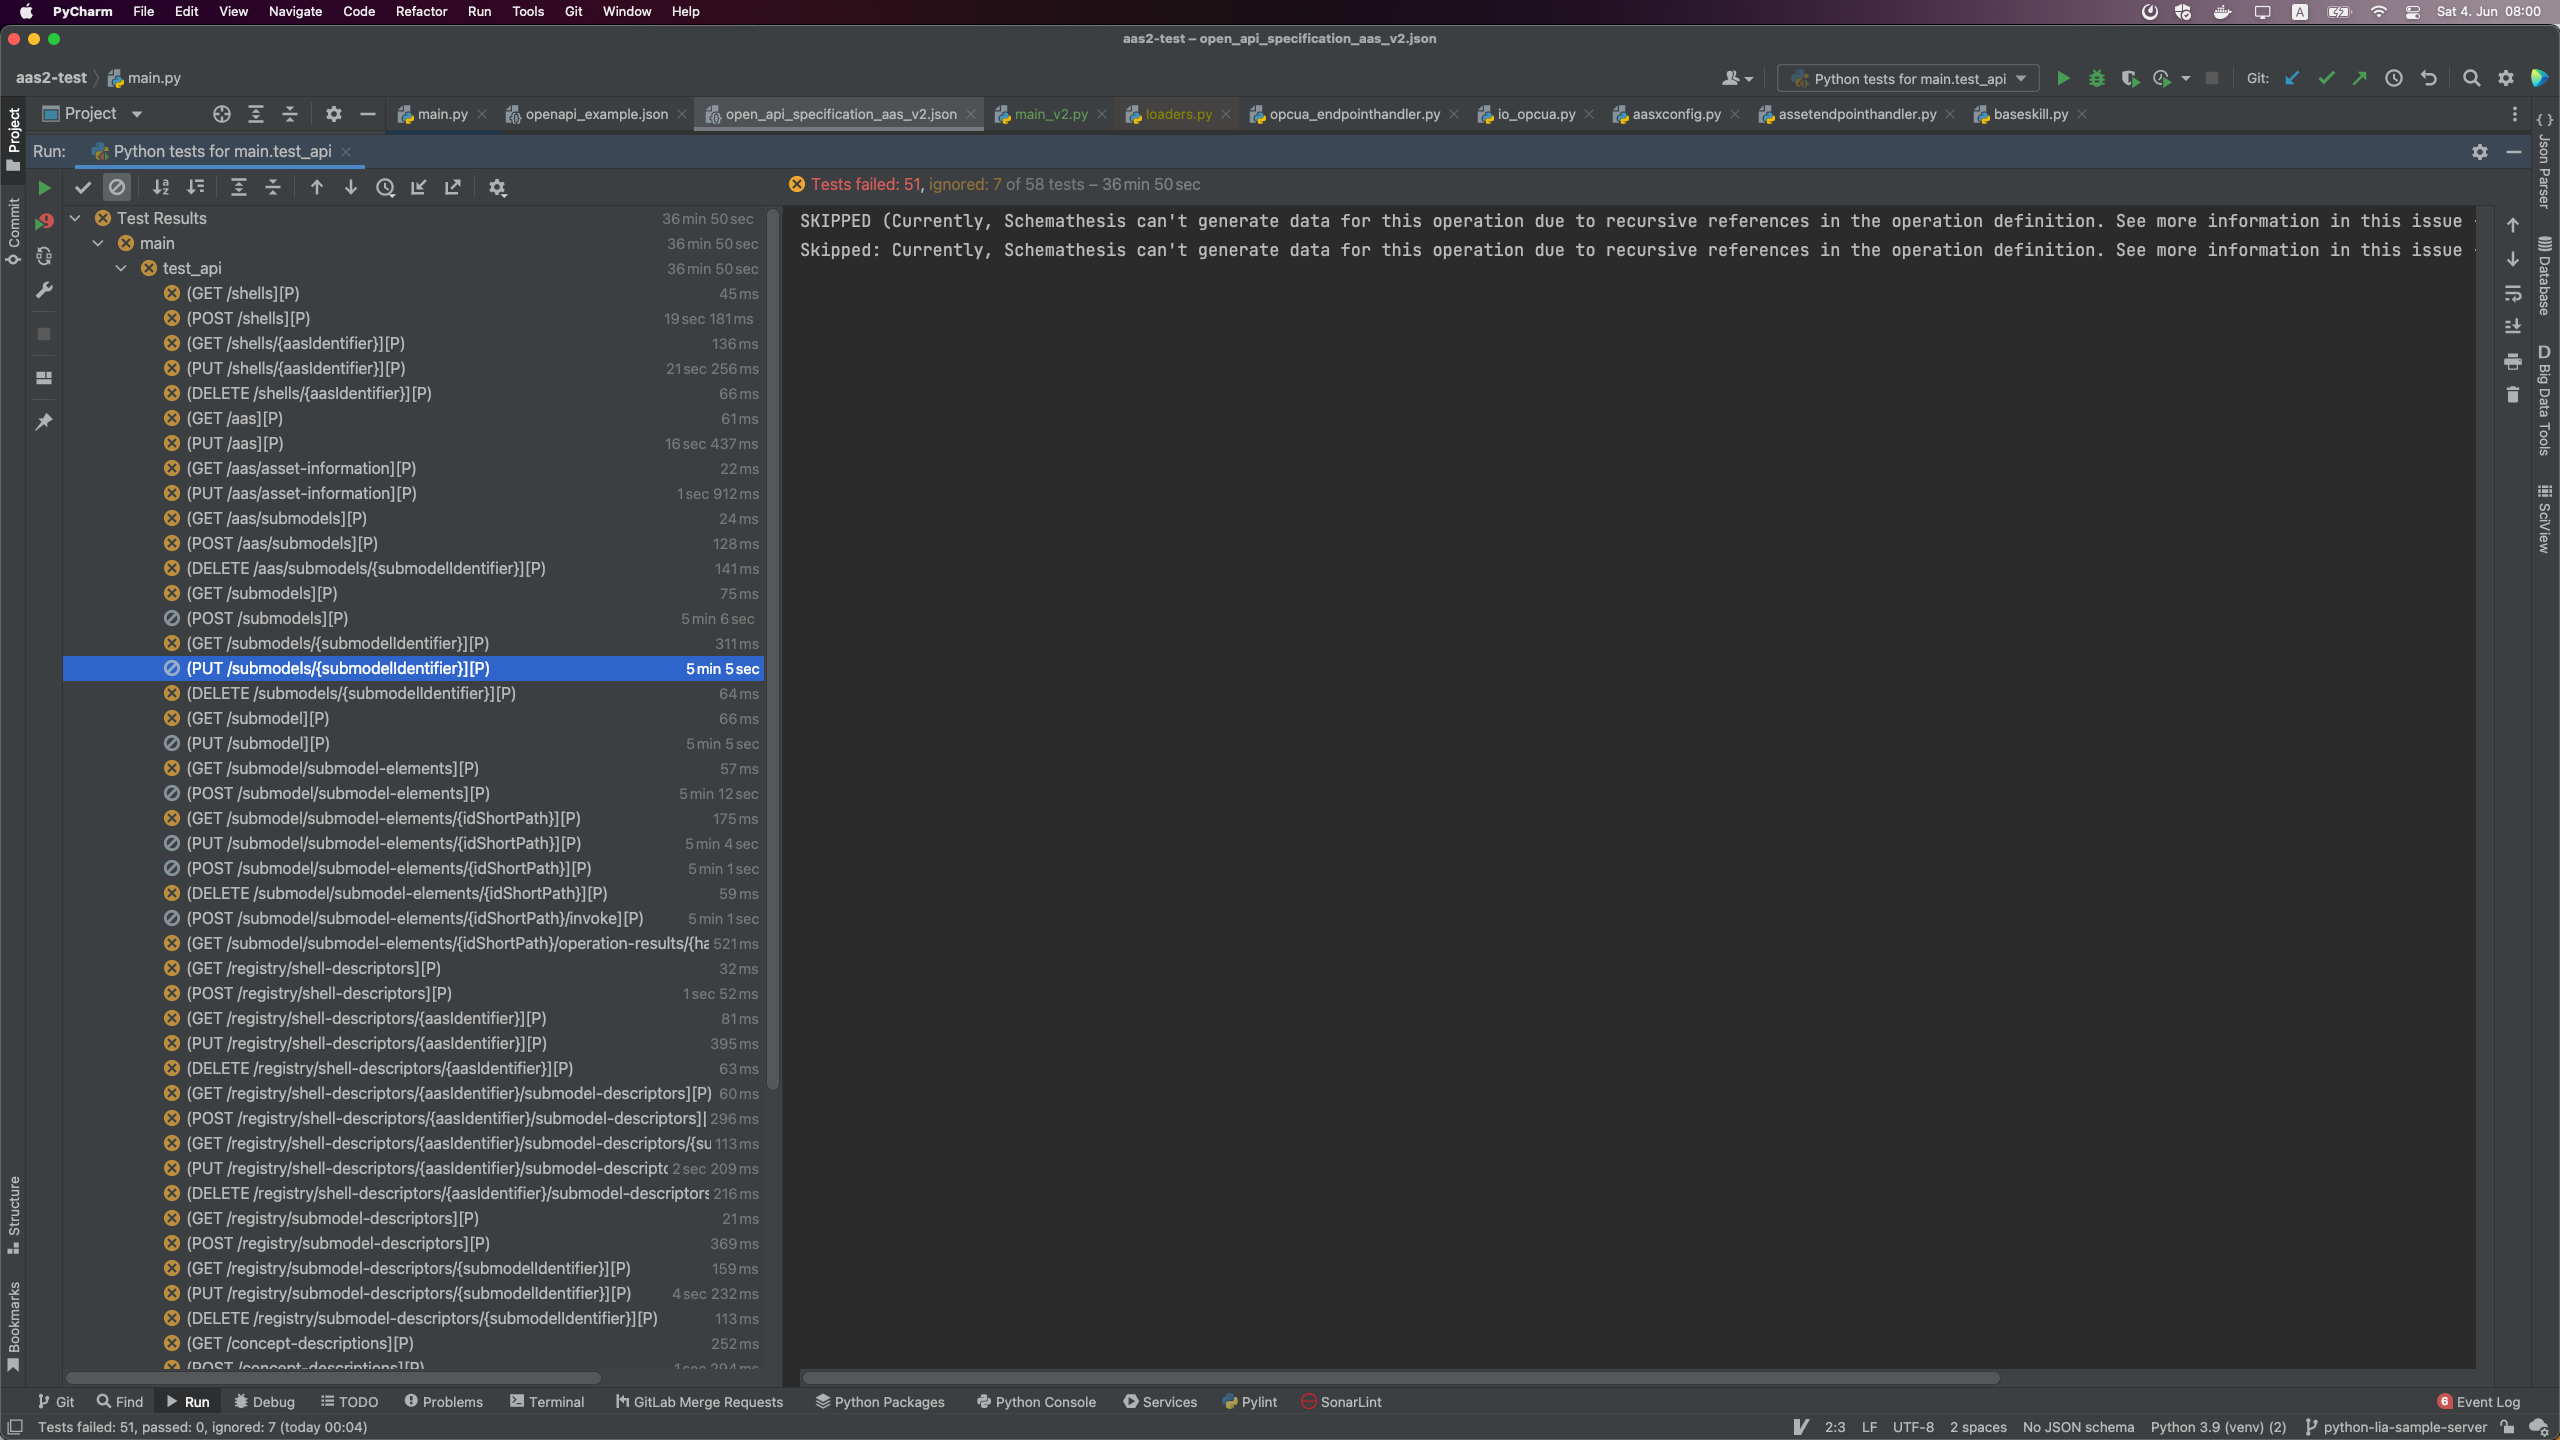 PyCharm File Edit View Navigate Code Refactor Run Tools Git Window Help
A Sat 4. Jun 08:00
aas2-test – open_api_specification_aas_v2.json
aas2-test main.py
Python tests for main.test_api Git:
Project
main.py openapi_example.json open_api_specification_aas_v2.json main_v2.py loaders.py opcua_endpointhandler.py io_opcua.py aasxconfig.py assetendpointhandler.py baseskill.py
Run: Python tests for main.test_api
Tests failed: 51, ignored: 7 of 58 tests – 36 min 50 sec
Test Results 36 min 50 sec
main 36 min 50 sec
test_api 36 min 50 sec
(GET /shells][P) 45 ms
(POST /shells][P) 19 sec 181 ms
(GET /shells/{aasIdentifier}][P) 136 ms
(PUT /shells/{aasIdentifier}][P) 21 sec 256 ms
(DELETE /shells/{aasIdentifier}][P) 66 ms
(GET /aas][P) 61 ms
(PUT /aas][P) 16 sec 437 ms
(GET /aas/asset-information][P) 22 ms
(PUT /aas/asset-information][P) 1 sec 912 ms
(GET /aas/submodels][P) 24 ms
(POST /aas/submodels][P) 128 ms
(DELETE /aas/submodels/{submodelIdentifier}][P) 141 ms
(GET /submodels][P) 75 ms
(POST /submodels][P) 5 min 6 sec
(GET /submodels/{submodelIdentifier}][P) 311 ms
(PUT /submodels/{submodelIdentifier}][P) 5 min 5 sec
(DELETE /submodels/{submodelIdentifier}][P) 64 ms
(GET /submodel][P) 66 ms
(PUT /submodel][P) 5 min 5 sec
(GET /submodel/submodel-elements][P) 57 ms
(POST /submodel/submodel-elements][P) 5 min 12 sec
(GET /submodel/submodel-elements/{idShortPath}][P) 175 ms
(PUT /submodel/submodel-elements/{idShortPath}][P) 5 min 4 sec
(POST /submodel/submodel-elements/{idShortPath}][P) 5 min 1 sec
(DELETE /submodel/submodel-elements/{idShortPath}][P) 59 ms
(POST /submodel/submodel-elements/{idShortPath}/invoke][P) 5 min 1 sec
(GET /submodel/submodel-elements/{idShortPath}/operation-results/{ha 521 ms
(GET /registry/shell-descriptors][P) 32 ms
(POST /registry/shell-descriptors][P) 1 sec 52 ms
(GET /registry/shell-descriptors/{aasIdentifier}][P) 81 ms
(PUT /registry/shell-descriptors/{aasIdentifier}][P) 395 ms
(DELETE /registry/shell-descriptors/{aasIdentifier}][P) 63 ms
(GET /registry/shell-descriptors/{aasIdentifier}/submodel-descriptors][P) 60 ms
(POST /registry/shell-descriptors/{aasIdentifier}/submodel-descriptors][ 296 ms
(GET /registry/shell-descriptors/{aasIdentifier}/submodel-descriptors/{su 113 ms
(PUT /registry/shell-descriptors/{aasIdentifier}/submodel-descripto 2 sec 209 ms
(DELETE /registry/shell-descriptors/{aasIdentifier}/submodel-descriptors 216 ms
(GET /registry/submodel-descriptors][P) 21 ms
(POST /registry/submodel-descriptors][P) 369 ms
(GET /registry/submodel-descriptors/{submodelIdentifier}][P) 159 ms
(PUT /registry/submodel-descriptors/{submodelIdentifier}][P) 4 sec 232 ms
(DELETE /registry/submodel-descriptors/{submodelIdentifier}][P) 113 ms
(GET /concept-descriptions][P) 252 ms
(POST /concept-descriptions][P) 1 sec 294 ms
SKIPPED (Currently, Schemathesis can't generate data for this operation due to recursive references in the operation definition. See more information in this issue
Skipped: Currently, Schemathesis can't generate data for this operation due to recursive references in the operation definition. See more information in this issue
Project
Commit
Structure
Bookmarks
Json Parser
Database
D Big Data Tools
SciView
Git Find Run Debug TODO Problems Terminal GitLab Merge Requests Python Packages Python Console Services Pylint SonarLint 6 Event Log
Tests failed: 51, passed: 0, ignored: 7 (today 00:04) 2:3 LF UTF-8 2 spaces No JSON schema Python 3.9 (venv) (2) python-lia-sample-server